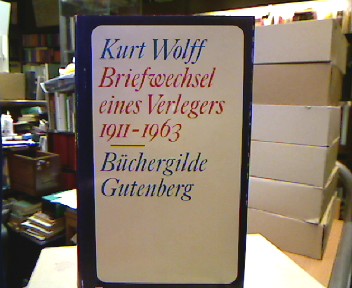 Kurt Wolff
Briefwechsel
eines Verlegers
1911-1963
Büchergilde
Gutenberg